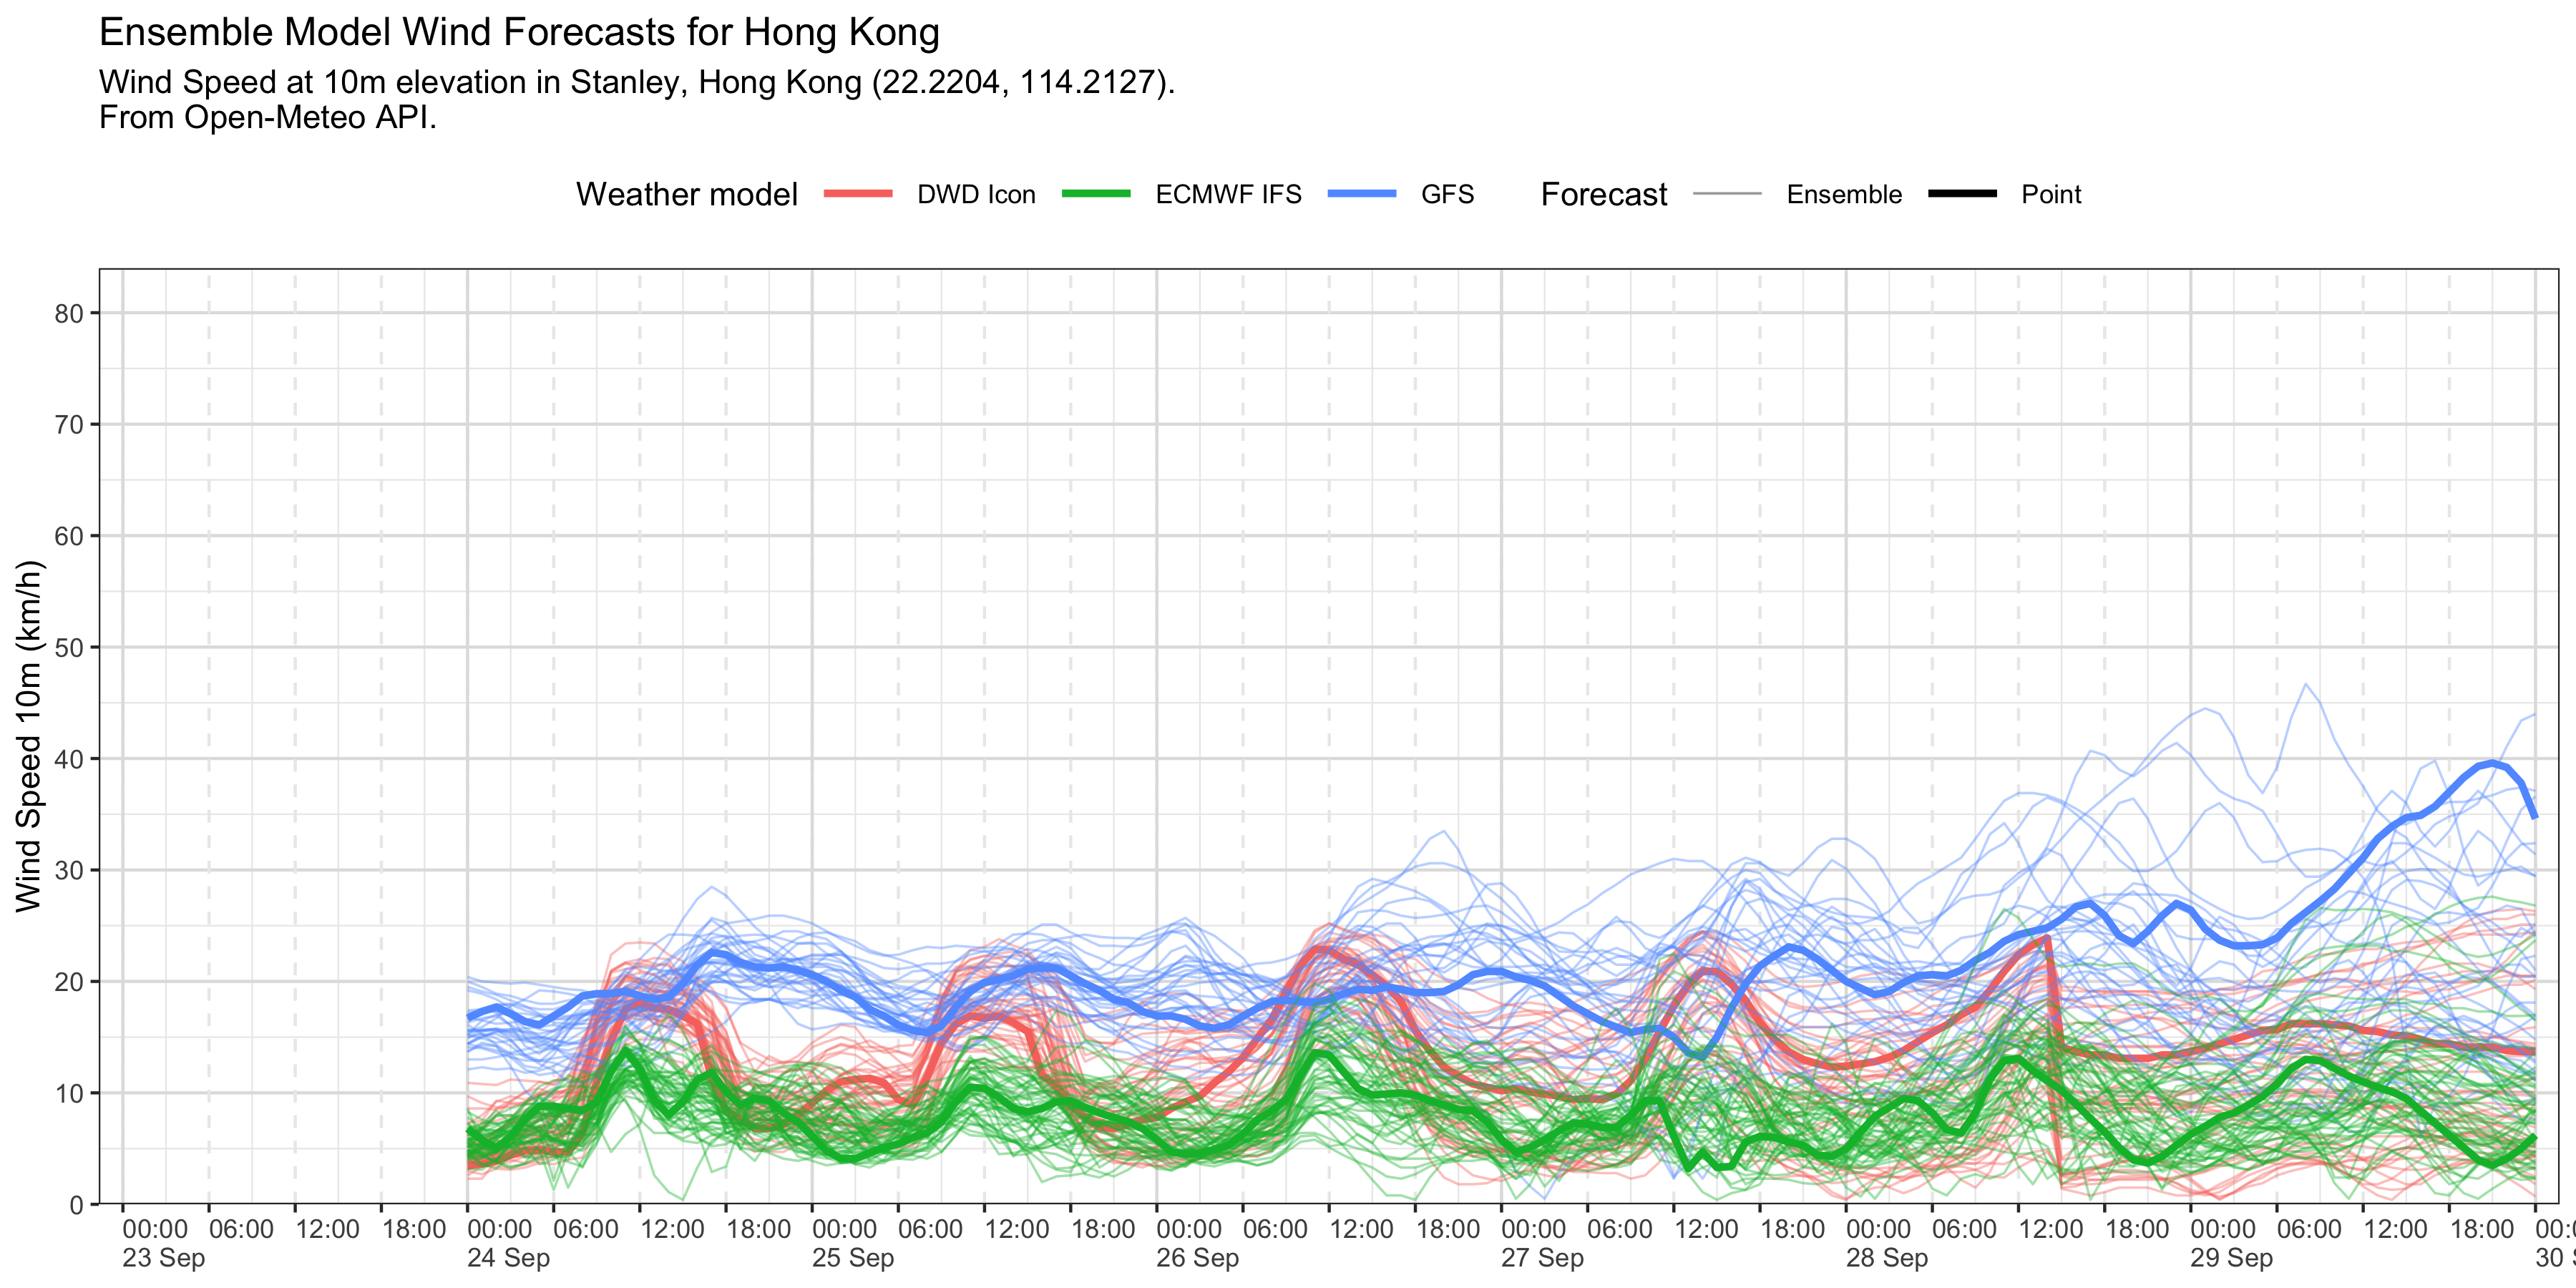 Ensemble Model Wind Forecasts for Hong Kong
Wind Speed at 10m elevation in Stanley, Hong Kong (22.2204, 114.2127).
From Open-Meteo API.
Weather model DWD Icon ECMWF IFS GFS Forecast Ensemble Point
Wind Speed 10m (km/h)
80
70
60
50
40
30
20
10
0
00:00 06:00 12:00 18:00 00:00 06:00 12:00 18:00 00:00 06:00 12:00 18:00 00:00 06:00 12:00 18:00 00:00 06:00 12:00 18:00 00:00 06:00 12:00 18:00 00:00 06:00 12:00 18:00 00:0
23 Sep 24 Sep 25 Sep 26 Sep 27 Sep 28 Sep 29 Sep 30 S